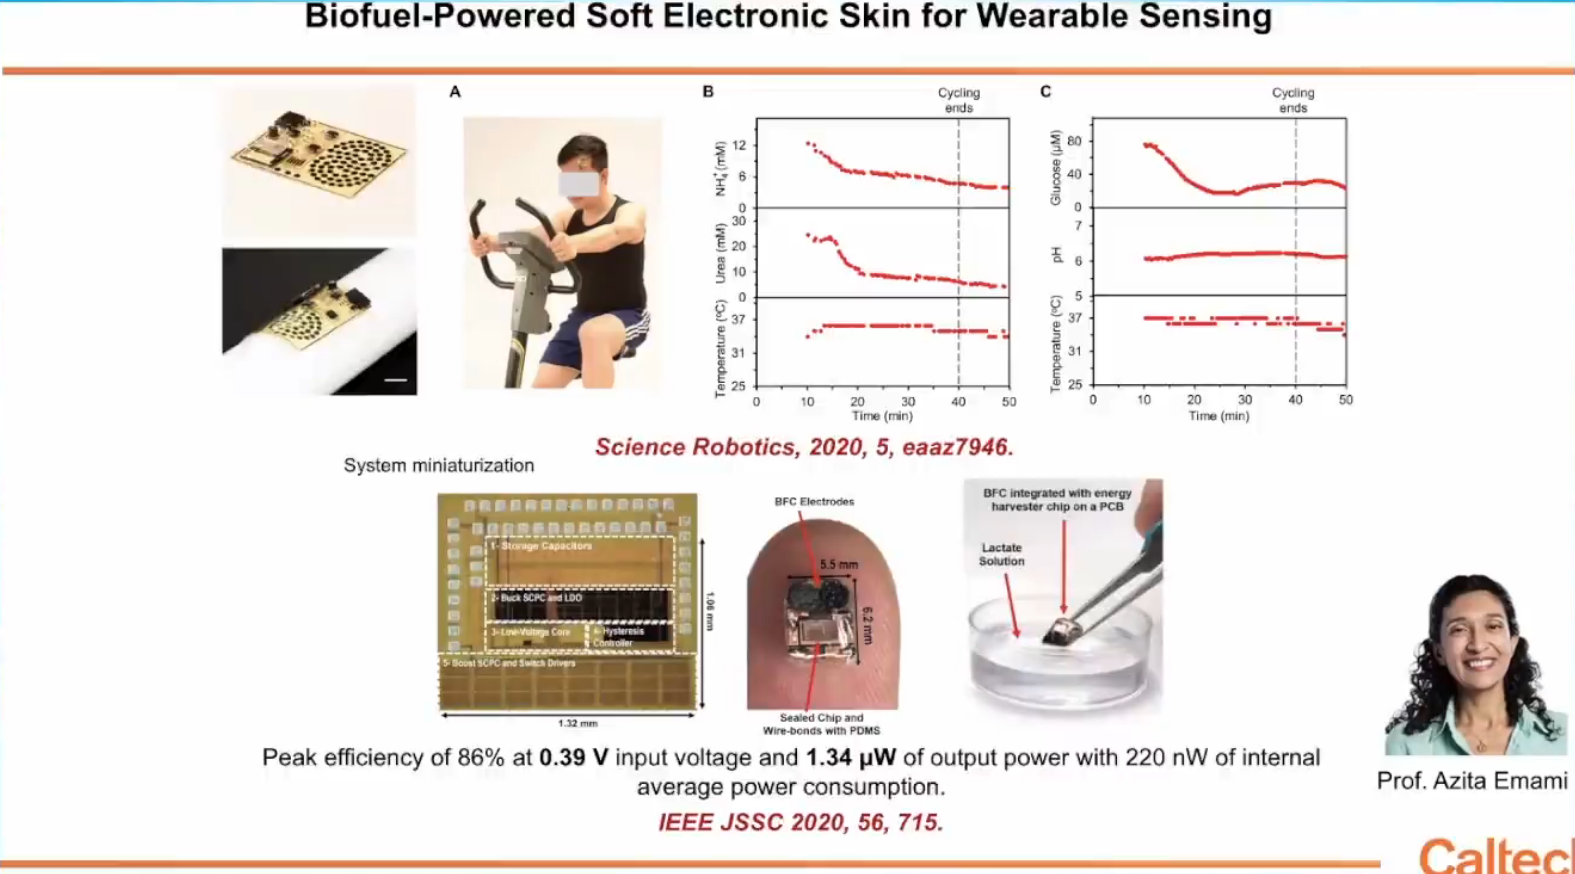 Biofuel-Powered Soft Electronic Skin for Wearable Sensing
A
B
Cycling
ends
NH₄⁺ (mM)
12
6
0
Urea (mM)
30
20
10
0
Temperature (ºC)
37
31
25
0 10 20 30 40 50
Time (min)
C
Cycling
ends
Glucose (µM)
80
40
0
pH
7
6
5
Temperature (ºC)
37
31
25
0 10 20 30 40 50
Time (min)
Science Robotics, 2020, 5, eaaz7946.
System miniaturization
1- Storage Capacitors
2- Buck SCPC and LDO
3- Low-Voltage Core
4- Hysteresis
Controller
5- Boost SCPC and Switch Drivers
1.06 mm
1.32 mm
BFC Electrodes
5.5 mm
6.2 mm
Sealed Chip and
Wire-bonds with PDMS
BFC integrated with energy
harvester chip on a PCB
Lactate
Solution
Peak efficiency of 86% at 0.39 V input voltage and 1.34 µW of output power with 220 nW of internal
average power consumption.
IEEE JSSC 2020, 56, 715.
Prof. Azita Emami
Caltech